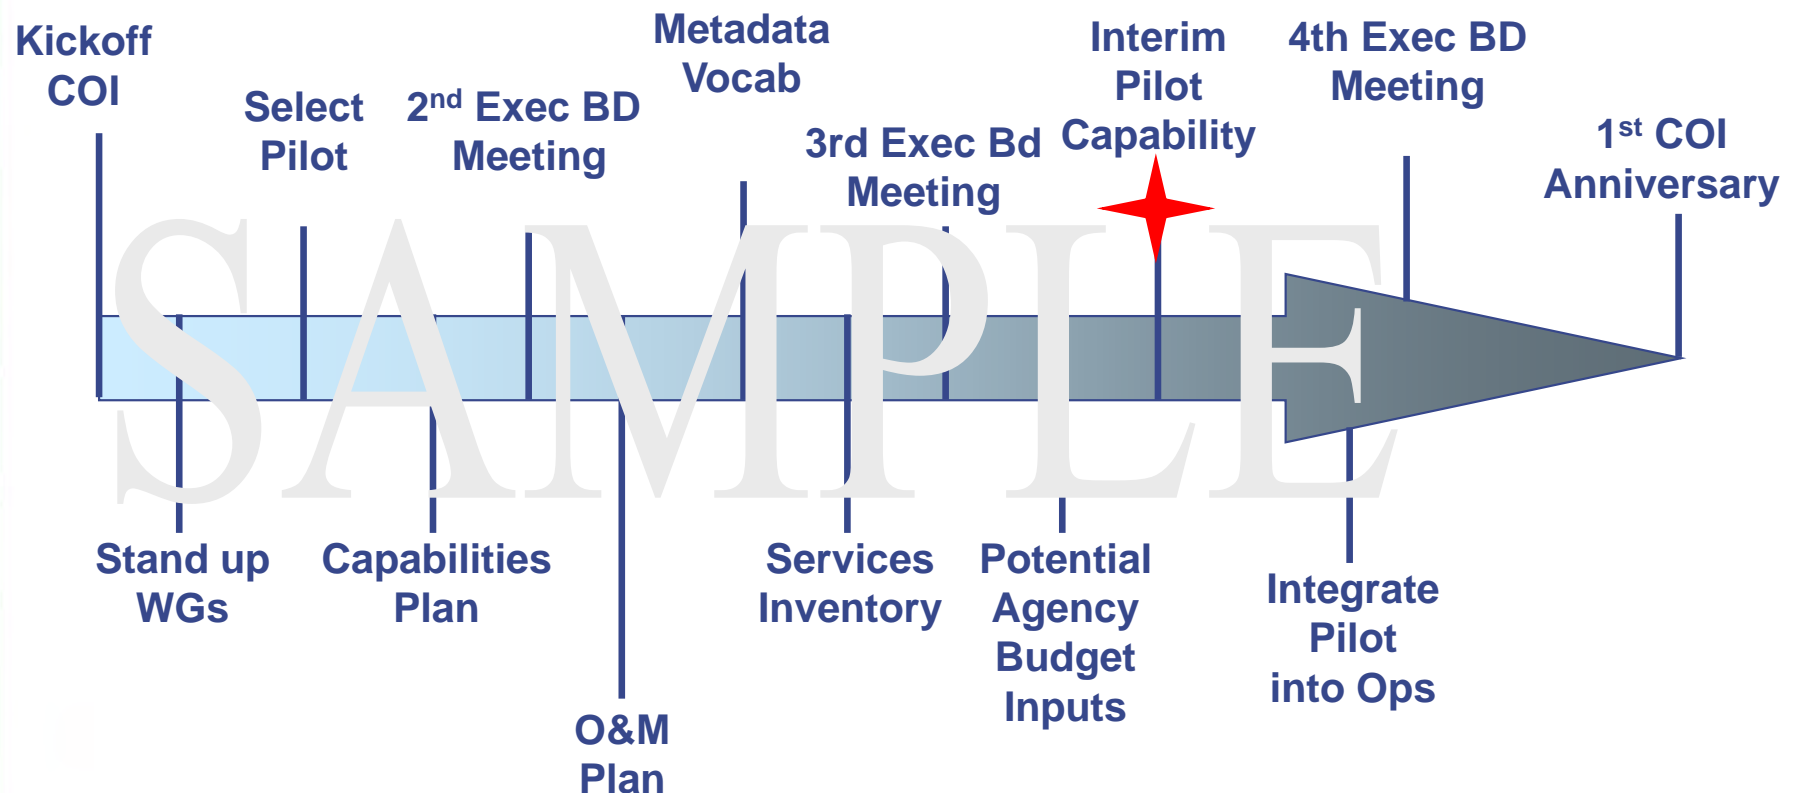 Kickoff
COI
Select
Pilot
2nd Exec BD
Meeting
Metadata
Vocab
3rd Exec Bd
Meeting
Interim
Pilot
Capability
4th Exec BD
Meeting
1st COI
Anniversary
SAMPLE
Stand up
WGs
Capabilities
Plan
O&M
Plan
Services
Inventory
Potential
Agency
Budget
Inputs
Integrate
Pilot
into Ops